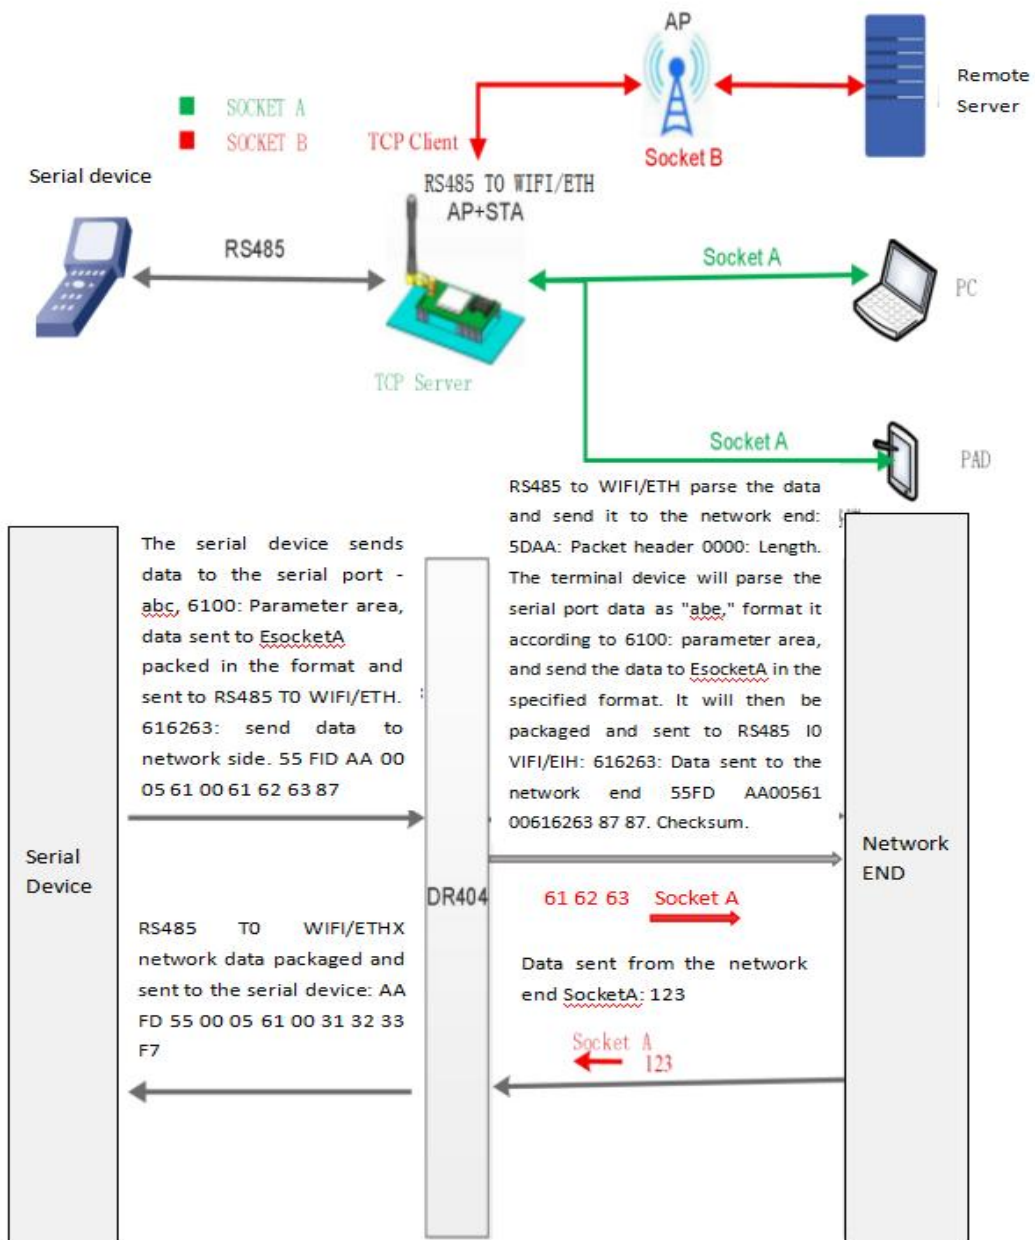 AP
Remote
Server
SOCKET A
SOCKET B
TCP Client
Socket B
Serial device
RS485 TO WIFI/ETH
AP+STA
RS485
Socket A
PC
TCP Server
Socket A
PAD
RS485 to WIFI/ETH parse the data
and send it to the network end:
5DAA: Packet header 0000: Length.
The terminal device will parse the
serial port data as "abe," format it
according to 6100: parameter area,
and send the data to EsocketA in the
specified format. It will then be
packaged and sent to RS485 I0
VIFI/EIH: 616263: Data sent to the
network end 55FD AA00561
00616263 87 87. Checksum.
The serial device sends
data to the serial port -
abc, 6100: Parameter area,
data sent to EsocketA
packed in the format and
sent to RS485 T0 WIFI/ETH.
616263: send data to
network side. 55 FID AA 00
05 61 00 61 62 63 87
Serial
Device
DR404
Network
END
61 62 63 Socket A
RS485 T0 WIFI/ETHX
network data packaged and
sent to the serial device: AA
FD 55 00 05 61 00 31 32 33
F7
Data sent from the network
end SocketA: 123
Socket A
123